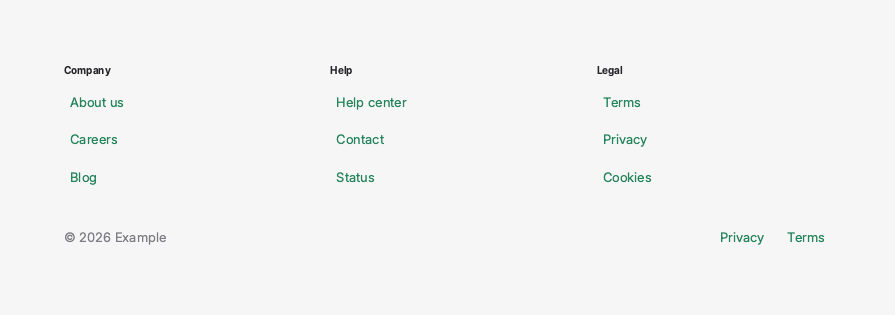 Company
About us
Careers
Blog
Help
Help center
Contact
Status
Legal
Terms
Privacy
Cookies
© 2026 Example
Privacy Terms